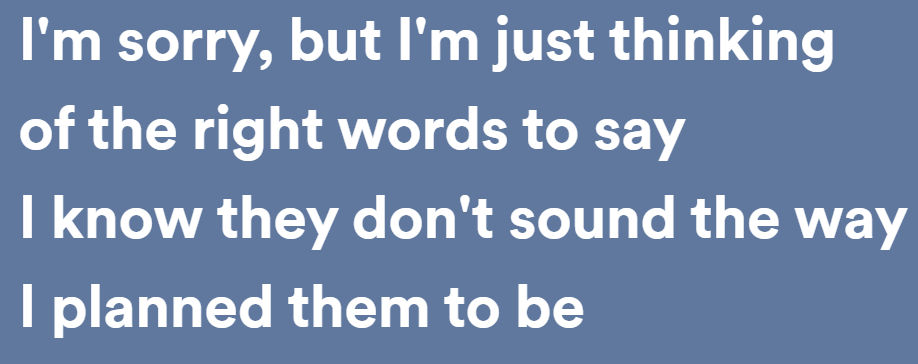 I'm sorry, but I'm just thinking
of the right words to say
I know they don't sound the way
I planned them to be